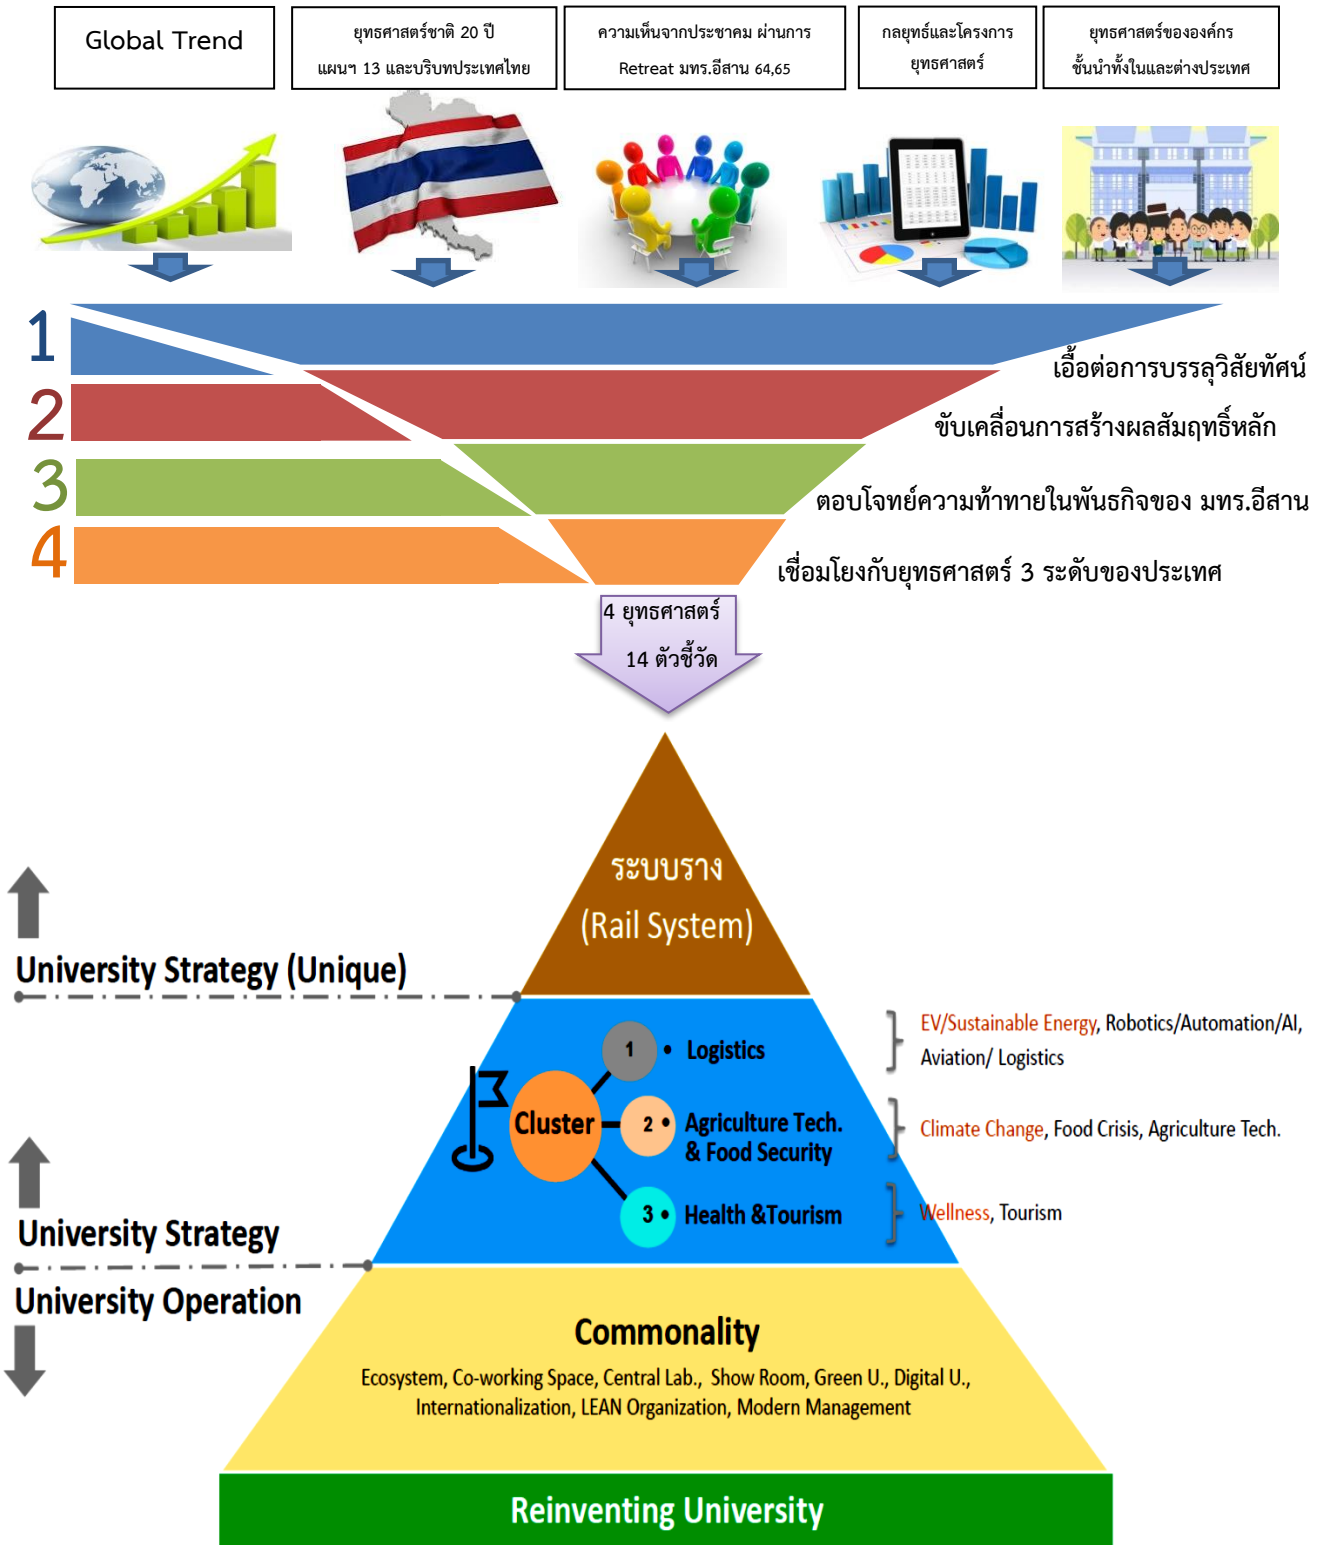 Global Trend
ยุทธศาสตร์ชาติ 20 ปี
แผนฯ 13 และบริบทประเทศไทย
ความเห็นจากประชาคม ผ่านการ
Retreat มทร.อีสาน 64,65
กลยุทธ์และโครงการ
ยุทธศาสตร์
ยุทธศาสตร์ขององค์กร
ชั้นนำทั้งในและต่างประเทศ
1
เอื้อต่อการบรรลุวิสัยทัศน์
2
ขับเคลื่อนการสร้างผลสัมฤทธิ์หลัก
3
ตอบโจทย์ความท้าทายในพันธกิจของ มทร.อีสาน
4
เชื่อมโยงกับยุทธศาสตร์ 3 ระดับของประเทศ
4 ยุทธศาสตร์
14 ตัวชี้วัด
ระบบราง
(Rail System)
University Strategy (Unique)
Cluster
1 • Logistics
EV/Sustainable Energy, Robotics/Automation/AI,
Aviation/ Logistics
2 • Agriculture Tech.
& Food Security
Climate Change, Food Crisis, Agriculture Tech.
3 • Health &Tourism
Wellness, Tourism
University Strategy
University Operation
Commonality
Ecosystem, Co-working Space, Central Lab., Show Room, Green U., Digital U.,
Internationalization, LEAN Organization, Modern Management
Reinventing University